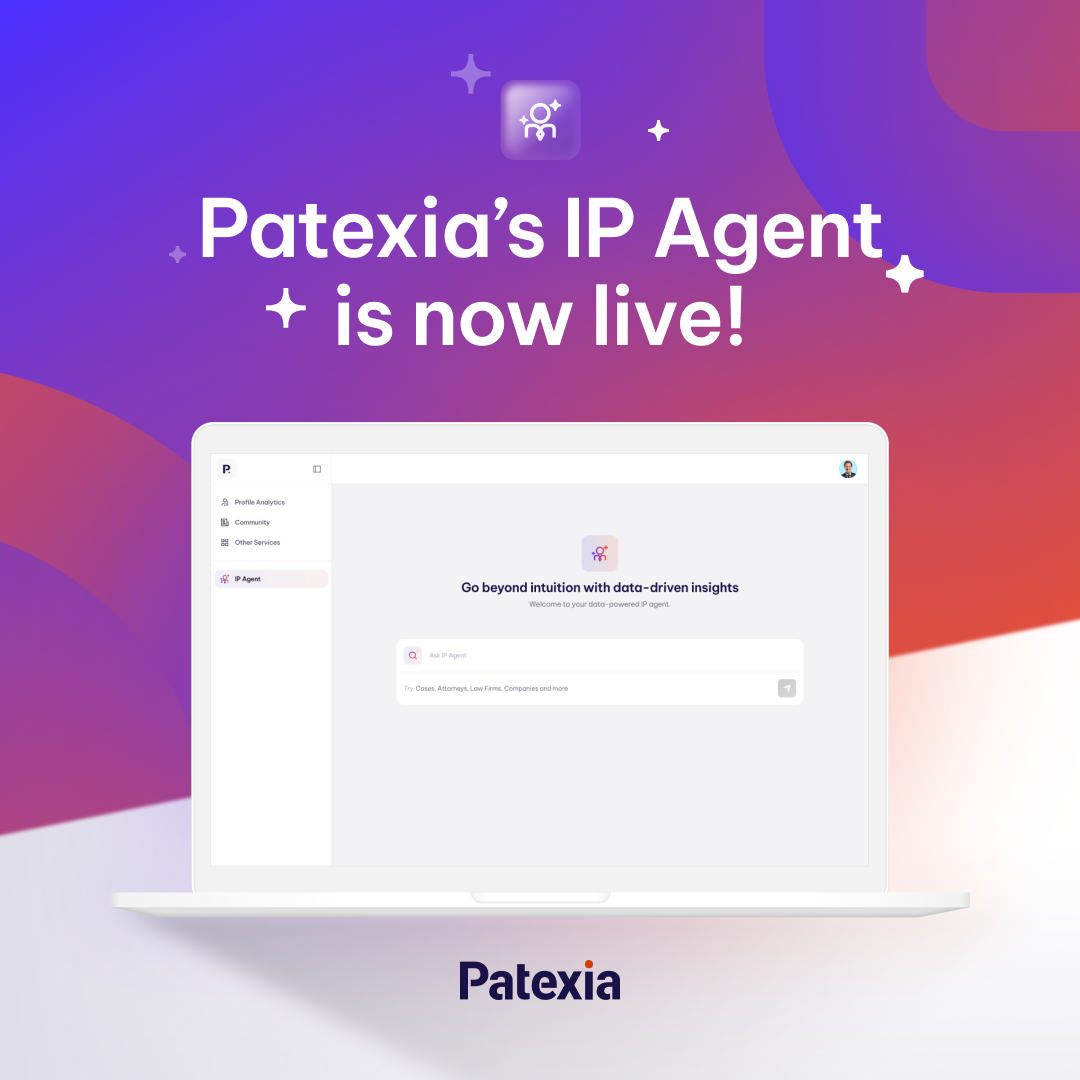 Patexia’s IP Agent
is now live!
P.
Profile Analytics
Community
Other Services
IP Agent
Go beyond intuition with data-driven insights
Welcome to your data-powered IP agent.
Ask IP Agent
Try Cases, Attorneys, Law Firms, Companies and more
Patexia